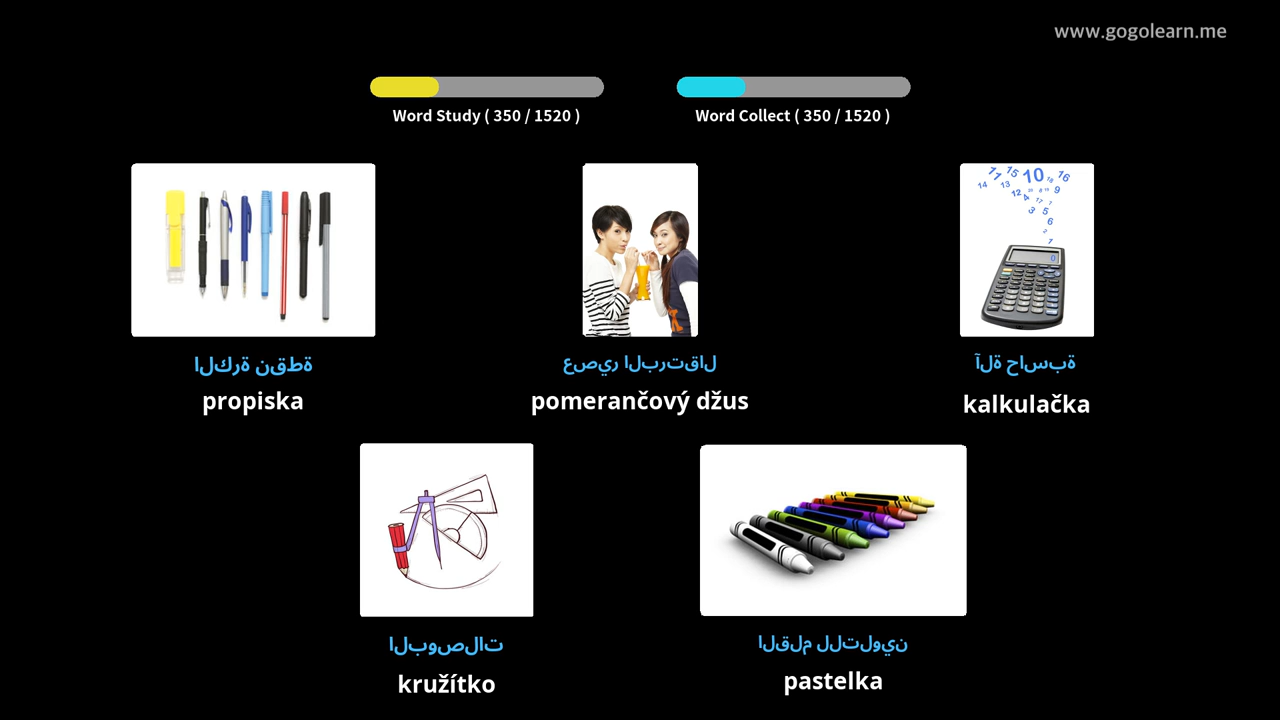 www.gogolearn.me
Word Study ( 350 / 1520 )
Word Collect ( 350 / 1520 )
الكرة نقطة
propiska
عصير البرتقال
pomerančový džus
آلة حاسبة
kalkulačka
البوصلات
kružítko
القلم للتلوين
pastelka